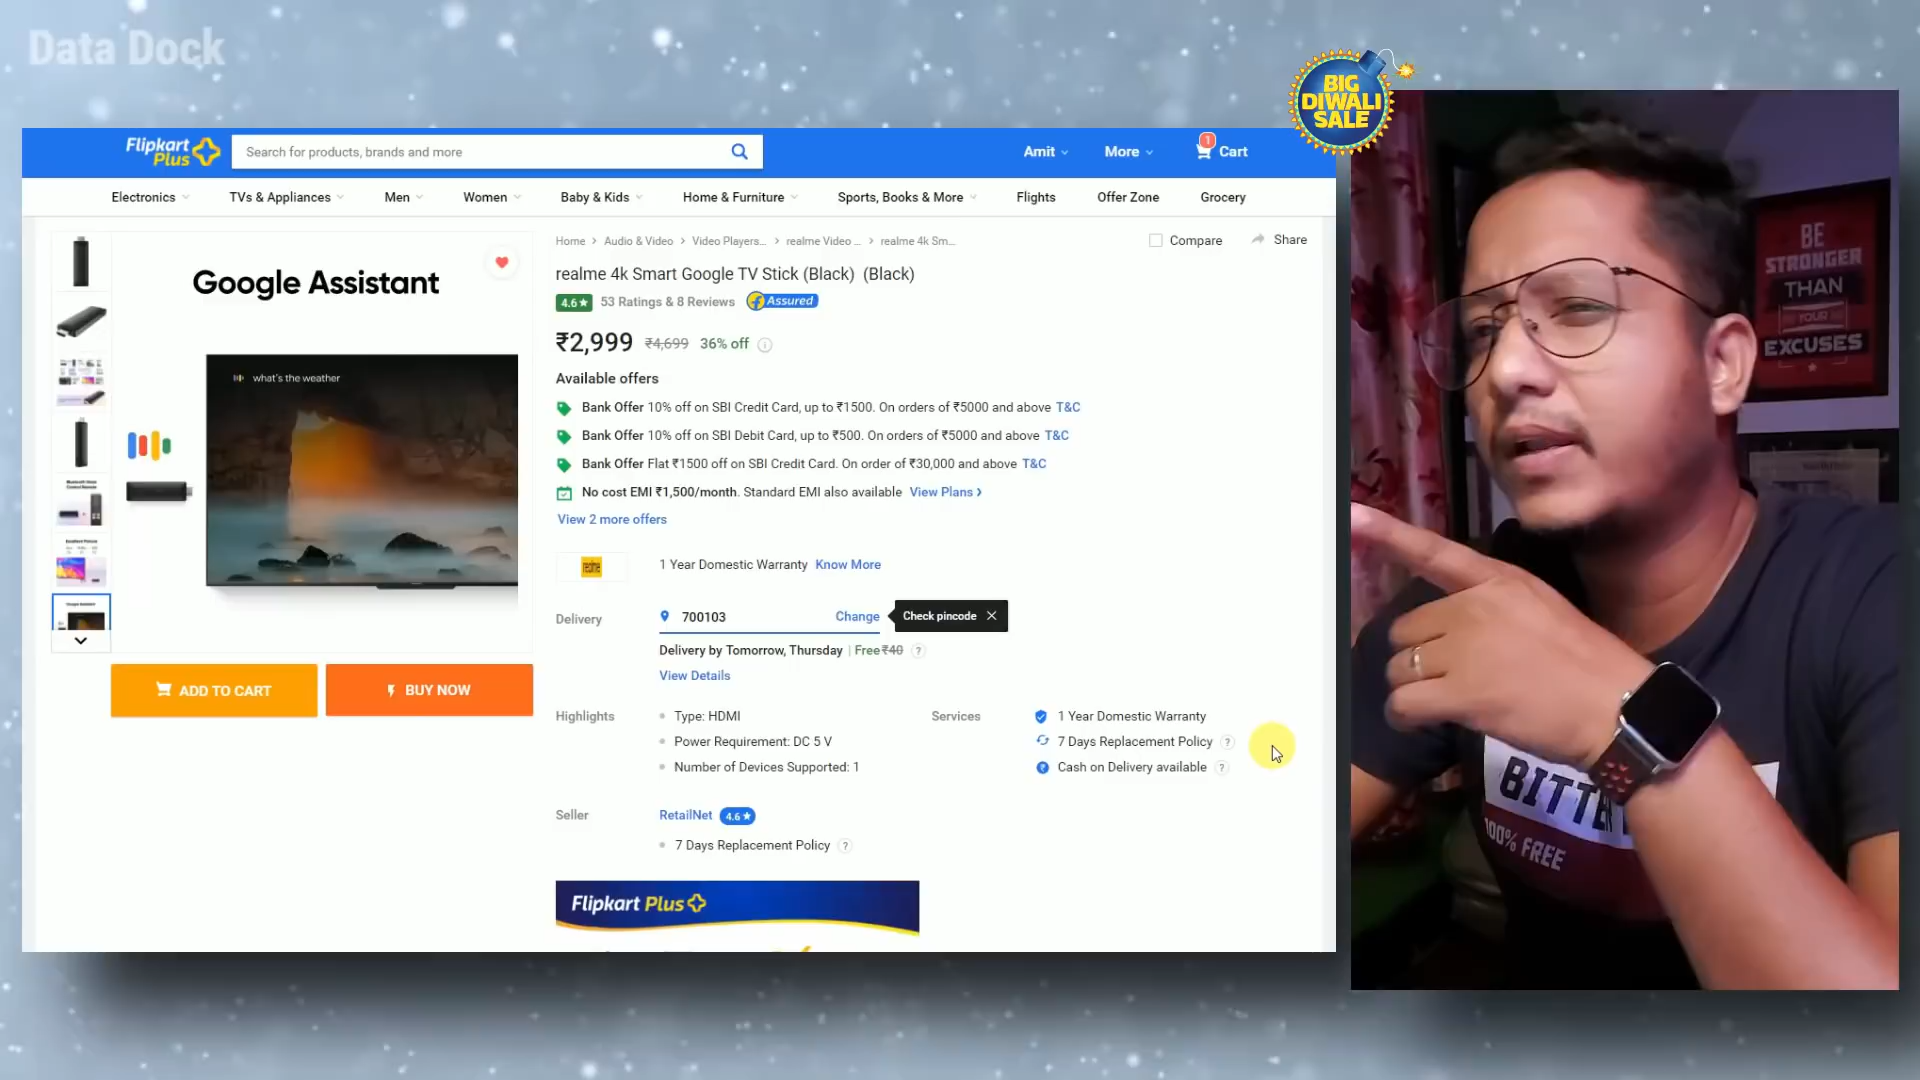 Data Dock
BIG
DIWALI
SALE
Flipkart
Plus
Search for products, brands and more
Amit
More
1
Cart
Electronics
TVs & Appliances
Men
Women
Baby & Kids
Home & Furniture
Sports, Books & More
Flights
Offer Zone
Grocery
Home > Audio & Video > Video Players... > realme Video ... > realme 4k Sm...
Compare
Share
Google Assistant
what's the weather
realme 4k Smart Google TV Stick (Black) (Black)
4.6★ 53 Ratings & 8 Reviews Assured
₹2,999 ₹4,699 36% off
Available offers
Bank Offer 10% off on SBI Credit Card, up to ₹1500. On orders of ₹5000 and above T&C
Bank Offer 10% off on SBI Debit Card, up to ₹500. On orders of ₹5000 and above T&C
Bank Offer Flat ₹1500 off on SBI Credit Card. On order of ₹30,000 and above T&C
No cost EMI ₹1,500/month. Standard EMI also available View Plans >
View 2 more offers
realme
1 Year Domestic Warranty Know More
Delivery
700103
Change
Check pincode
Delivery by Tomorrow, Thursday | Free ₹40 ?
View Details
ADD TO CART
BUY NOW
Highlights
Type: HDMI
Power Requirement: DC 5 V
Number of Devices Supported: 1
Services
1 Year Domestic Warranty
7 Days Replacement Policy ?
Cash on Delivery available ?
Seller
RetailNet 4.6★
7 Days Replacement Policy ?
Flipkart Plus
BE
STRONGER
THAN
YOUR
EXCUSES
BITTE
100% FREE